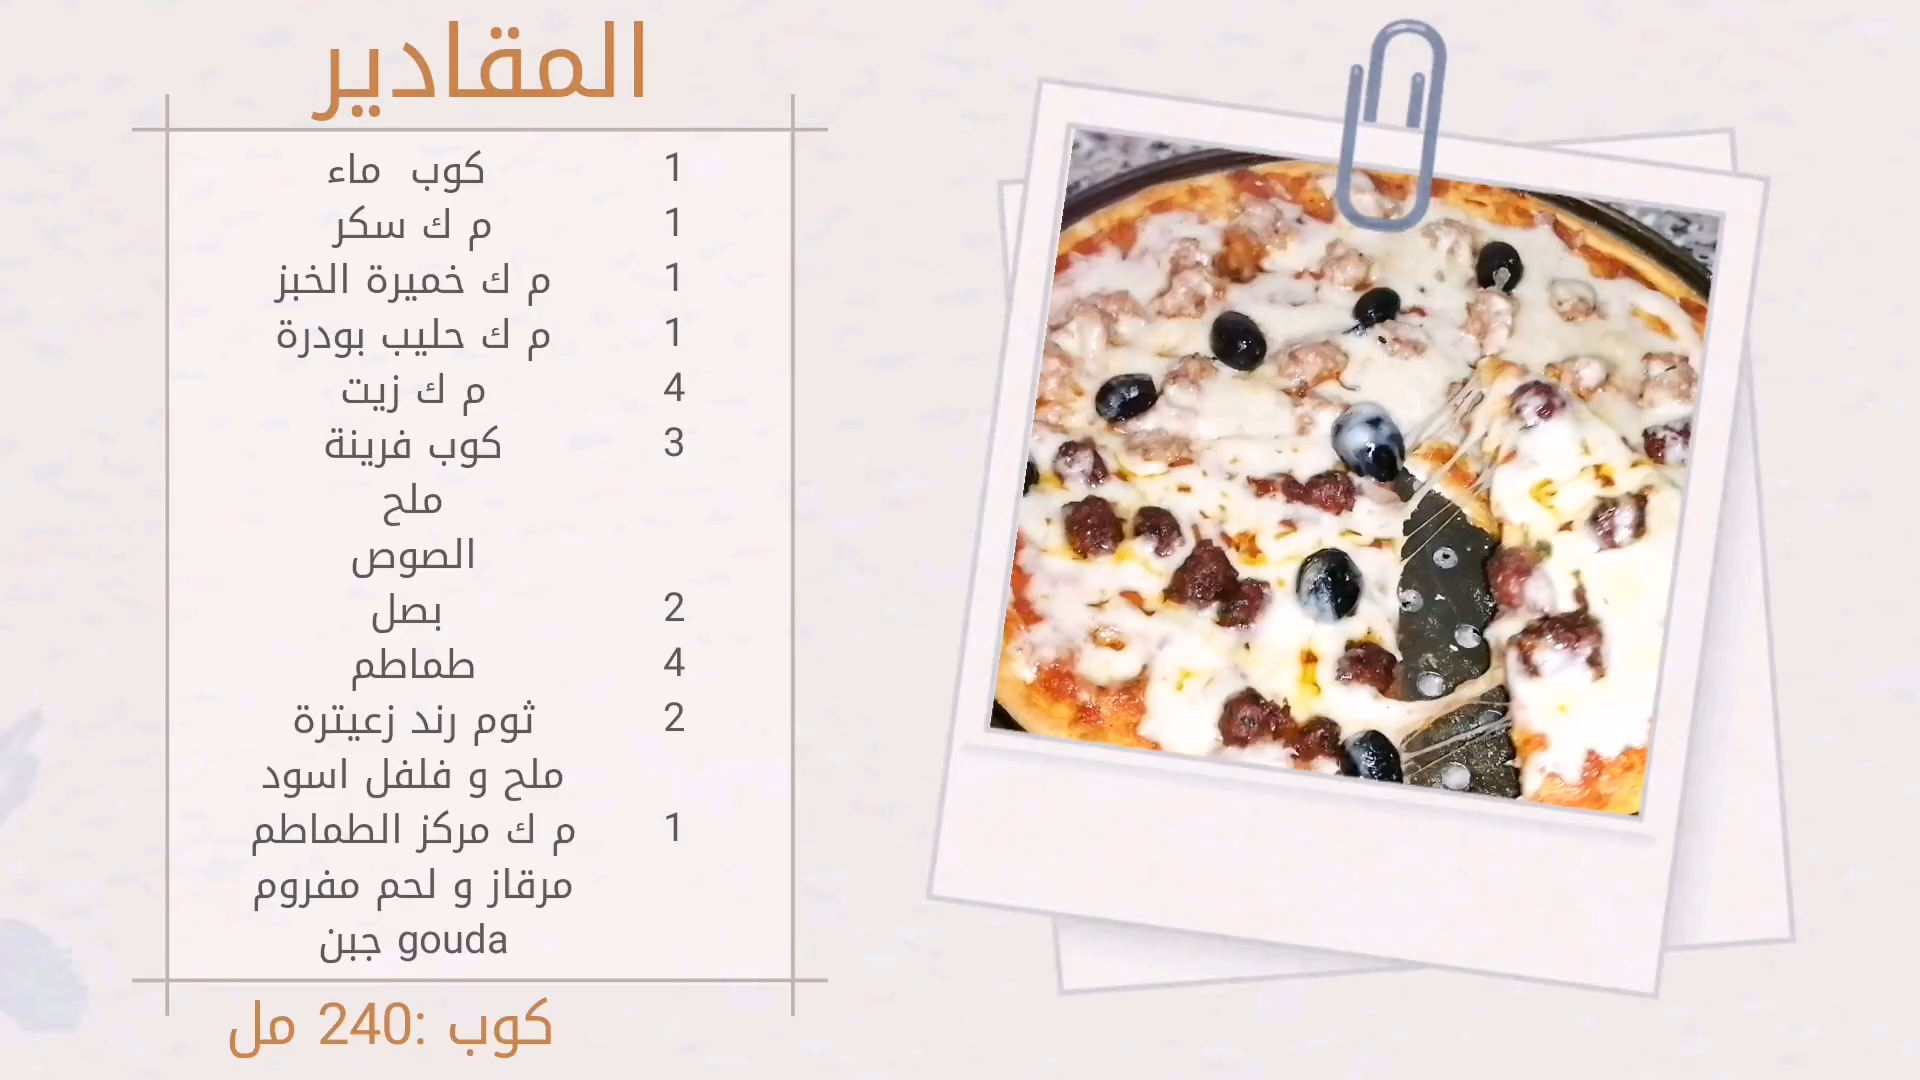 المقادير
1 كوب ماء
1 م ك سكر
1 م ك خميرة الخبز
1 م ك حليب بودرة
4 م ك زيت
3 كوب فرينة
ملح
الصوص
2 بصل
4 طماطم
2 ثوم رند زعيترة
ملح و فلفل اسود
1 م ك مركز الطماطم
مرقاز و لحم مفروم
جبن gouda
كوب :240 مل